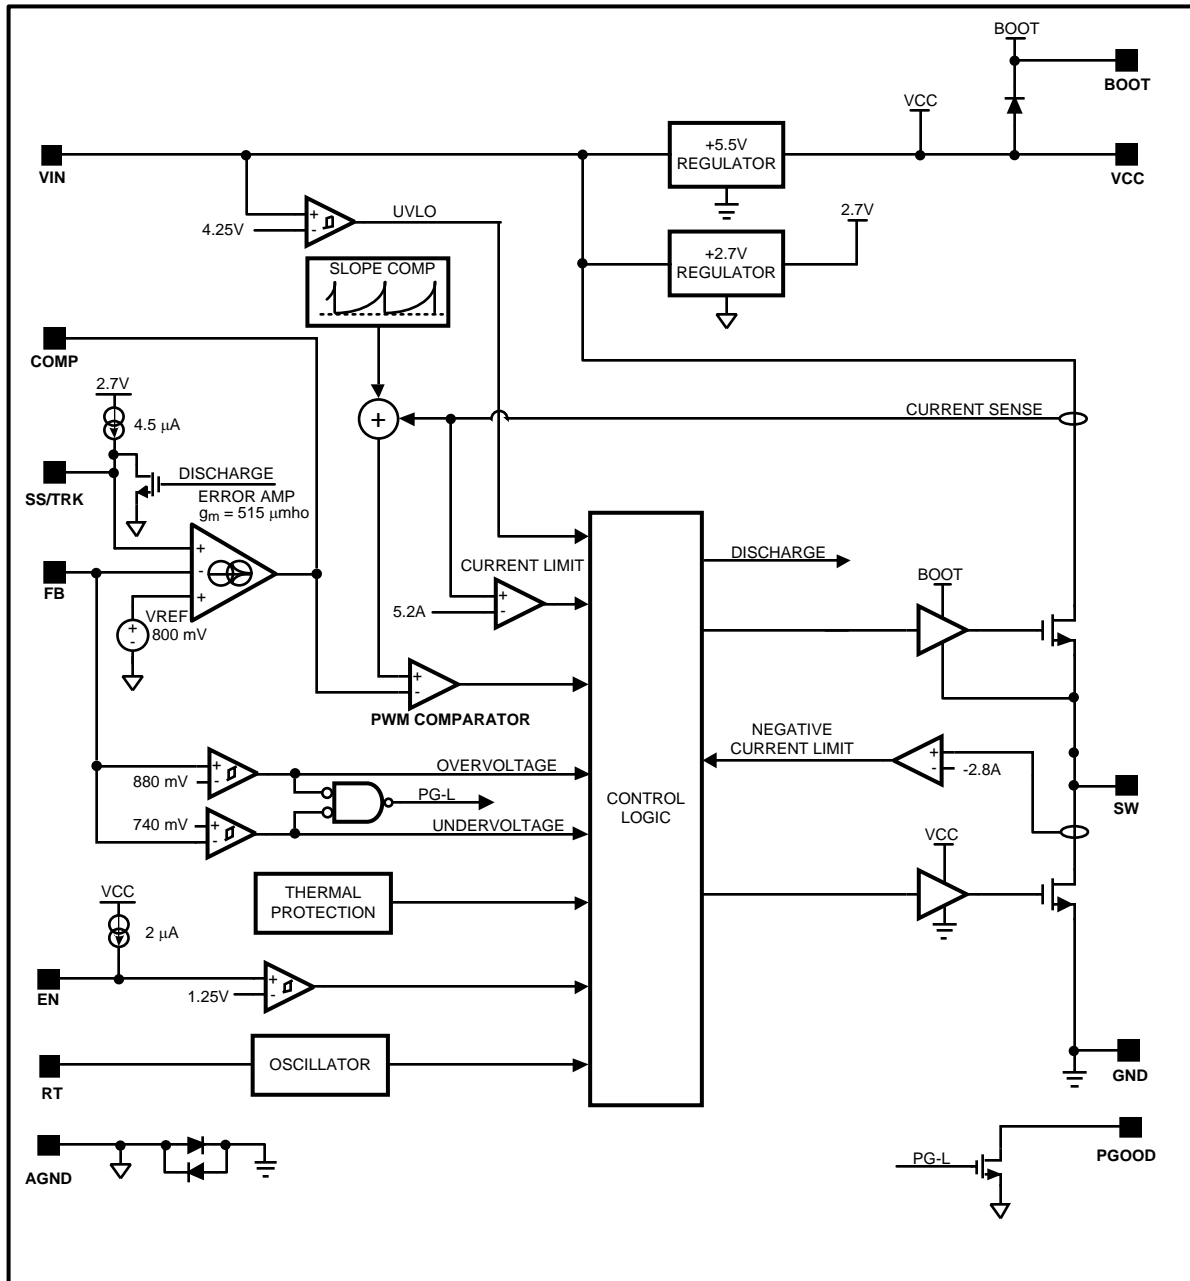 BOOT
BOOT
VCC
+5.5V
REGULATOR
VIN
VCC
+
-
UVLO
4.25V
2.7V
+2.7V
REGULATOR
SLOPE COMP
COMP
2.7V
4.5 μA
+
CURRENT SENSE
SS/TRK
DISCHARGE
ERROR AMP
gm = 515 μmho
+
-
+
FB
VREF
800 mV
+
-
CURRENT LIMIT
+
-
5.2A
DISCHARGE
BOOT
+
-
PWM COMPARATOR
NEGATIVE
CURRENT LIMIT
+
-
-2.8A
SW
+
-
880 mV
OVERVOLTAGE
PG-L
740 mV
+
-
UNDERVOLTAGE
CONTROL
LOGIC
VCC
THERMAL
PROTECTION
VCC
2 μA
EN
+
-
1.25V
OSCILLATOR
RT
GND
AGND
PG-L
PGOOD